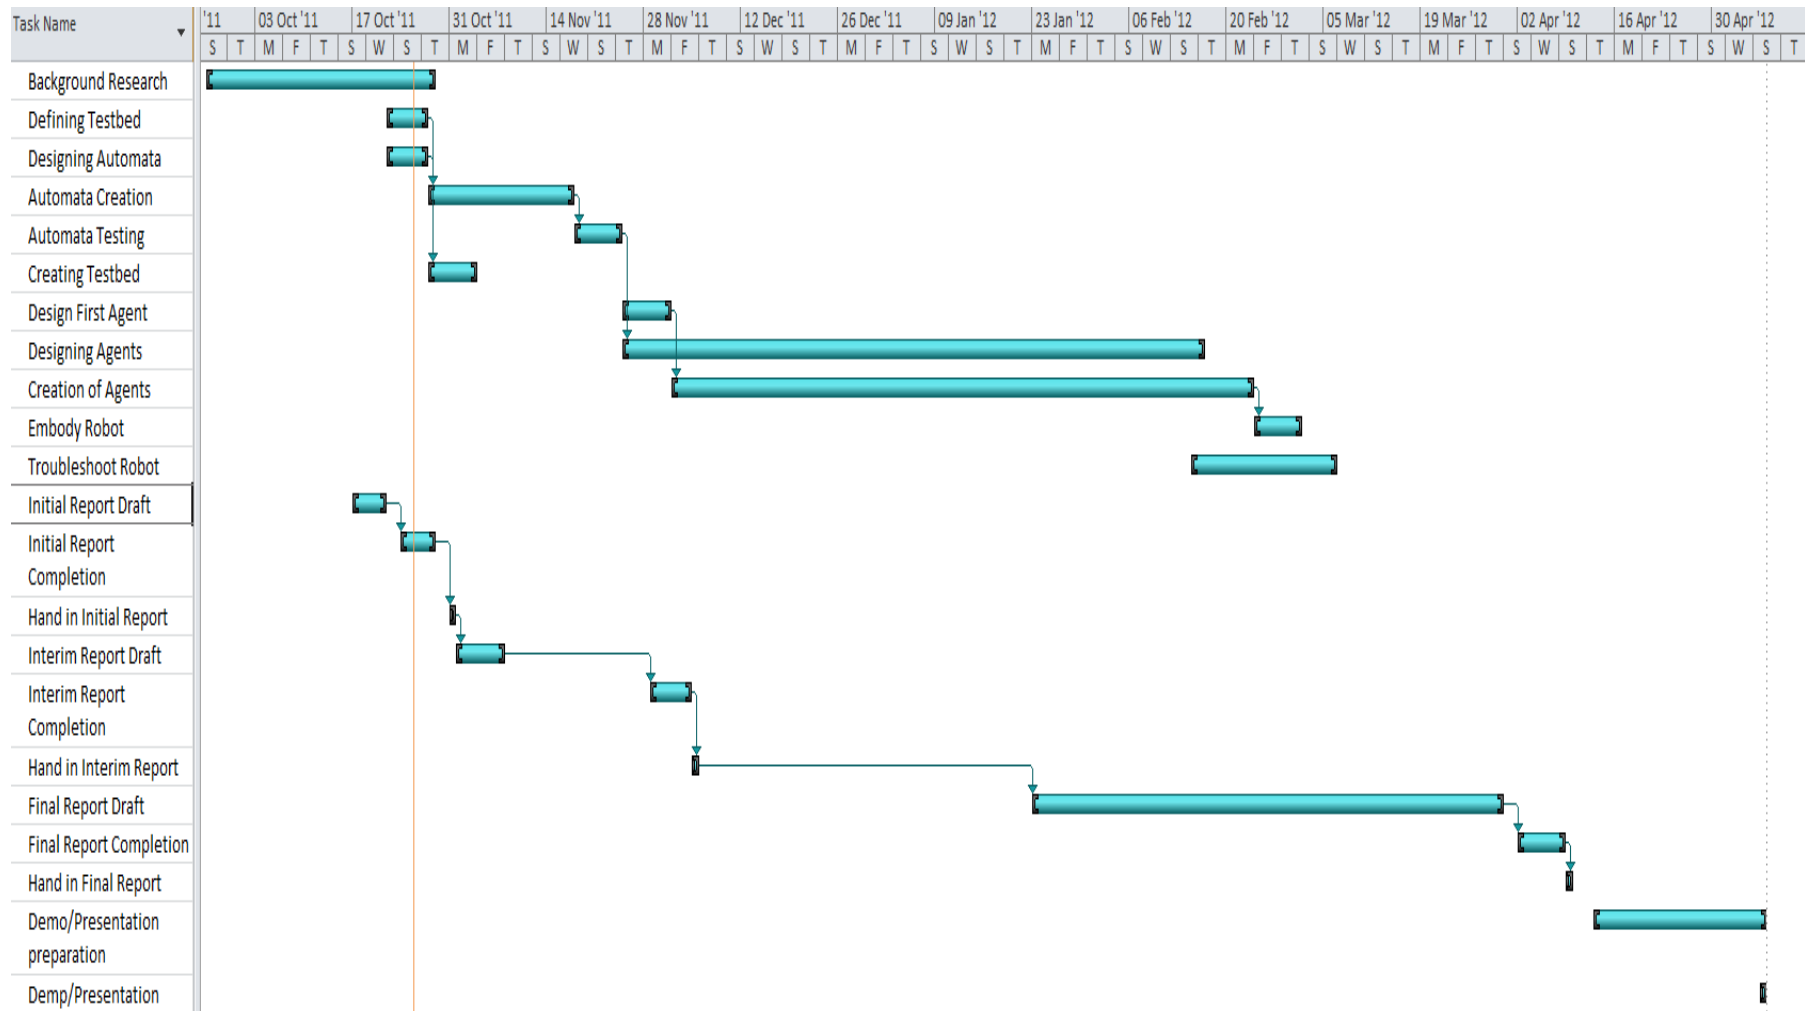 Task Name
'11 03 Oct '11 17 Oct '11 31 Oct '11 14 Nov '11 28 Nov '11 12 Dec '11 26 Dec '11 09 Jan '12 23 Jan '12 06 Feb '12 20 Feb '12 05 Mar '12 19 Mar '12 02 Apr '12 16 Apr '12 30 Apr '12
S T M F T S W S T M F T S W S T M F T S W S T M F T S W S T M F T S W S T M F T S W S T M F T S W S T M F T S W S T
Background Research
Defining Testbed
Designing Automata
Automata Creation
Automata Testing
Creating Testbed
Design First Agent
Designing Agents
Creation of Agents
Embody Robot
Troubleshoot Robot
Initial Report Draft
Initial Report
Completion
Hand in Initial Report
Interim Report Draft
Interim Report
Completion
Hand in Interim Report
Final Report Draft
Final Report Completion
Hand in Final Report
Demo/Presentation
preparation
Demp/Presentation